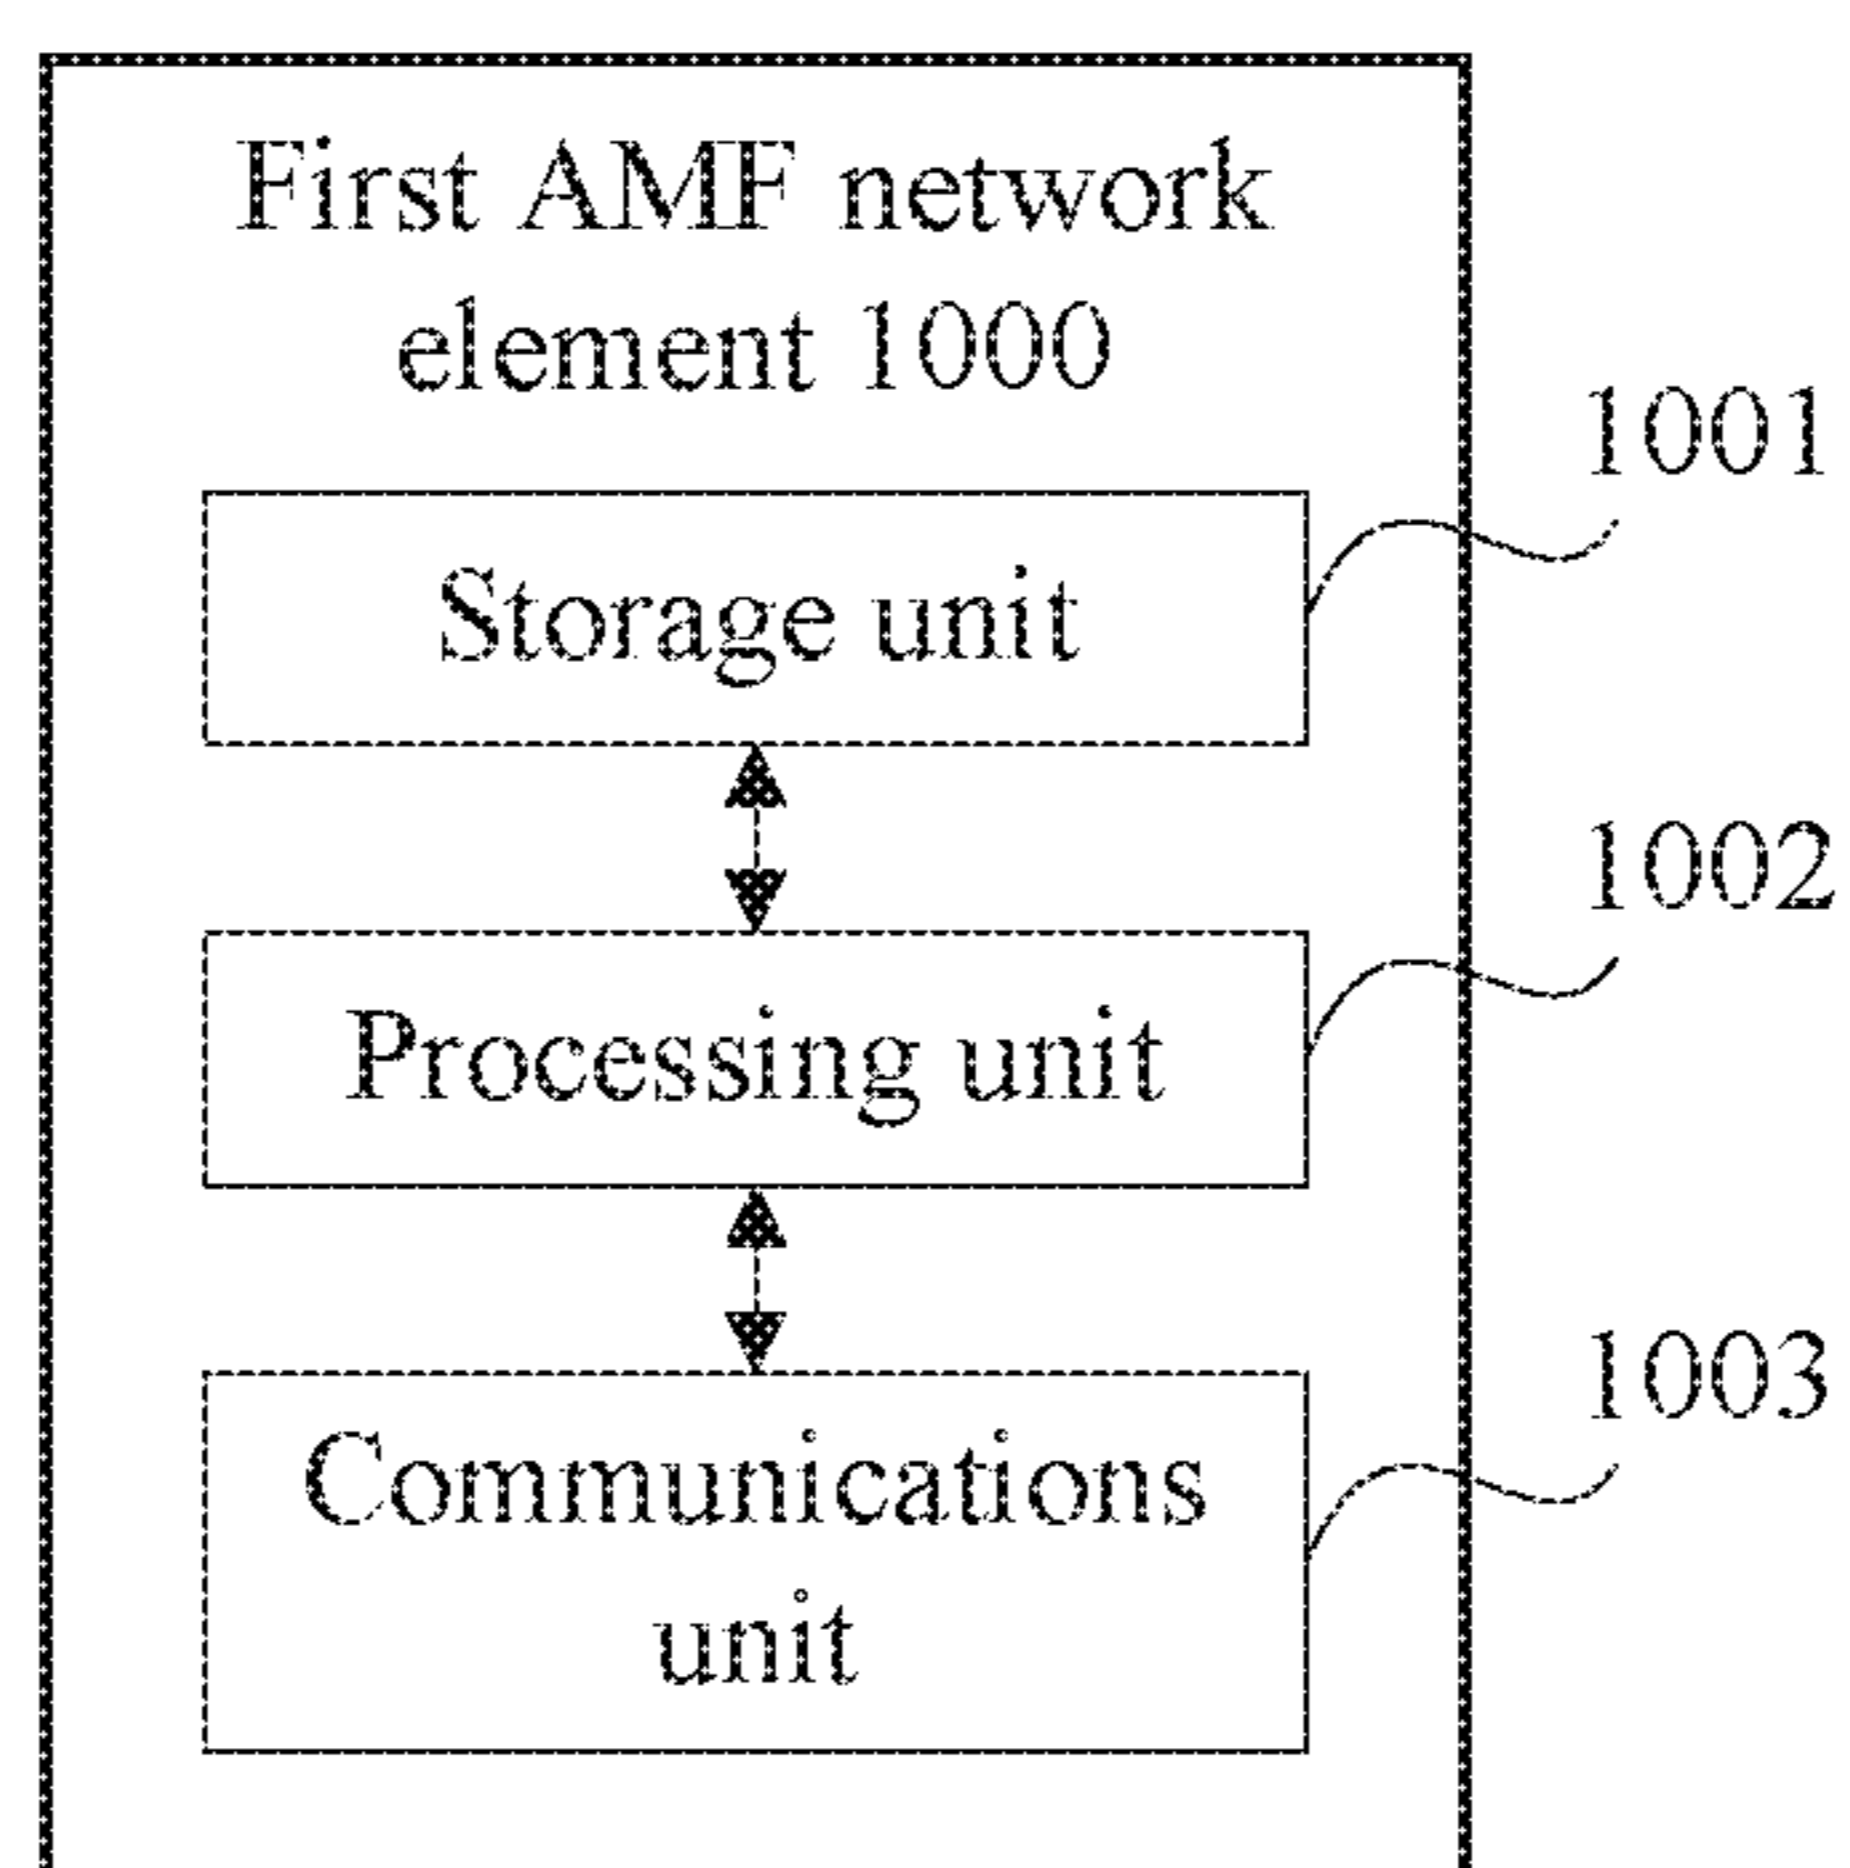 First AMF network
element 1000
1001
Storage unit
1002
Processing unit
1003
Communications
unit